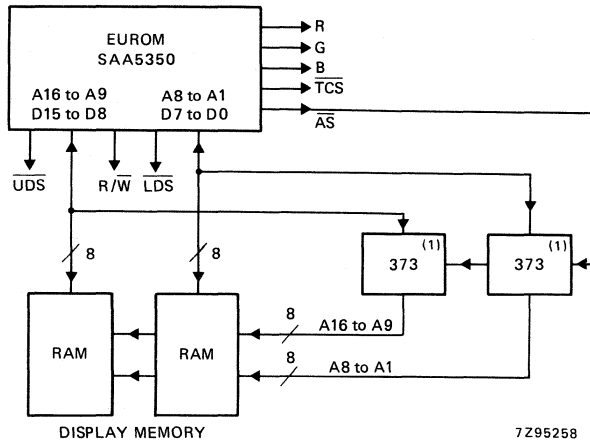 EUROM
SAA5350
A16 to A9
D15 to D8
A8 to A1
D7 to D0
R
G
B
TCS
AS
UDS
R/W
LDS
8
8
373
(1)
373
(1)
RAM
RAM
8
A16 to A9
8
A8 to A1
DISPLAY MEMORY
7Z95258